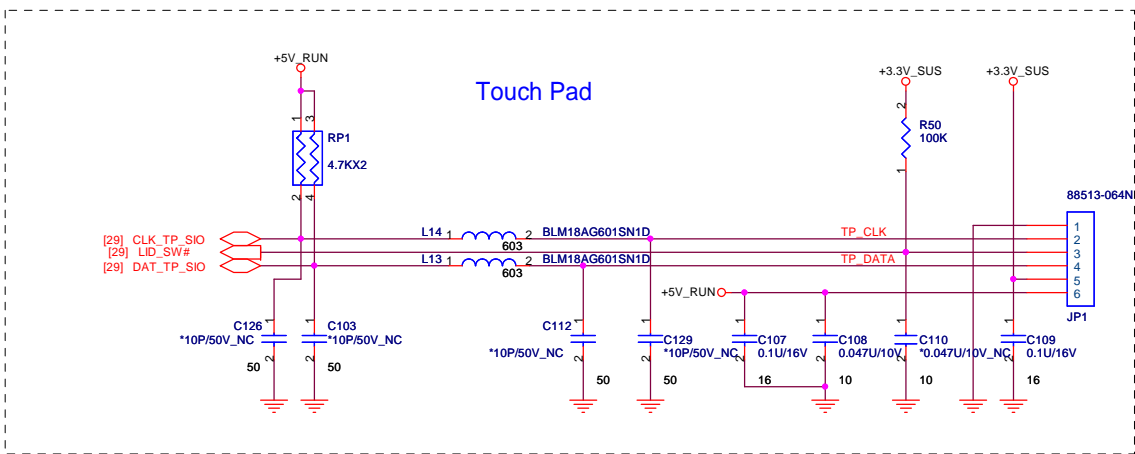 +5V_RUN
Touch Pad
+3.3V_SUS
+3.3V_SUS
1
3
RP1
4.7KX2
2
4
2
R50
100K
1
88513-064N
[29] CLK_TP_SIO
L14 1
2 BLM18AG601SN1D
603
TP_CLK
[29] LID_SW#
[29] DAT_TP_SIO
L13 1
2 BLM18AG601SN1D
603
TP_DATA
+5V_RUN
1
2
3
4
5
6
JP1
1
C126
*10P/50V_NC
2
50
1
C103
*10P/50V_NC
2
50
1
C112
*10P/50V_NC
2
50
1
C129
*10P/50V_NC
2
50
1
C107
0.1U/16V
2
16
1
C108
0.047U/10V
2
10
1
C110
*0.047U/10V_NC
2
10
1
C109
0.1U/16V
2
16